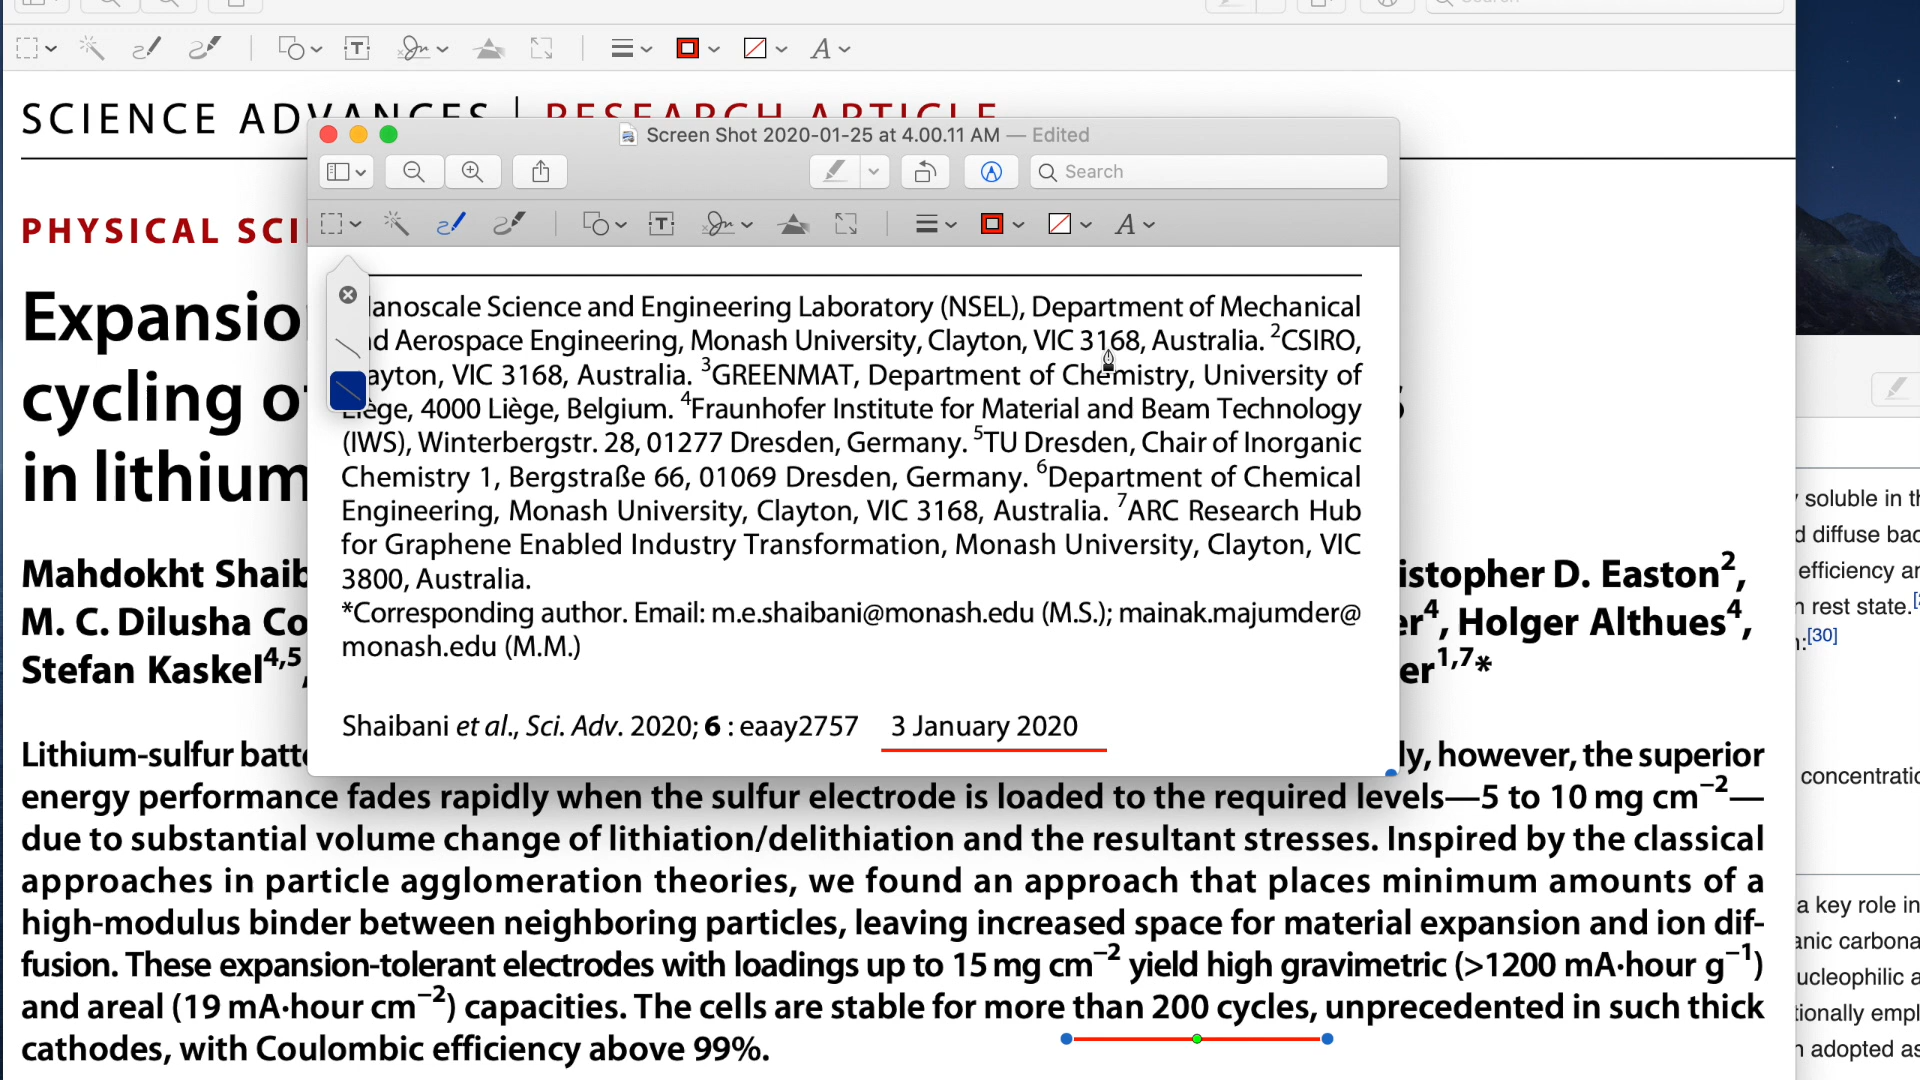 Search
SCIENCE ADVANCES | RESEARCH ARTICLE
Screen Shot 2020-01-25 at 4.00.11 AM — Edited
Search
PHYSICAL SCI
Expansio
cycling o
in lithium
anoscale Science and Engineering Laboratory (NSEL), Department of Mechanical
d Aerospace Engineering, Monash University, Clayton, VIC 3168, Australia. ²CSIRO,
ayton, VIC 3168, Australia. ³GREENMAT, Department of Chemistry, University of
Liège, 4000 Liège, Belgium. ⁴Fraunhofer Institute for Material and Beam Technology
(IWS), Winterbergstr. 28, 01277 Dresden, Germany. ⁵TU Dresden, Chair of Inorganic
Chemistry 1, Bergstraße 66, 01069 Dresden, Germany. ⁶Department of Chemical
Engineering, Monash University, Clayton, VIC 3168, Australia. ⁷ARC Research Hub
for Graphene Enabled Industry Transformation, Monash University, Clayton, VIC
3800, Australia.
*Corresponding author. Email: m.e.shaibani@monash.edu (M.S.); mainak.majumder@
monash.edu (M.M.)
Shaibani et al., Sci. Adv. 2020; 6 : eaay2757 3 January 2020
Mahdokht Shaib istopher D. Easton²,
M. C. Dilusha Co er⁴, Holger Althues⁴,
Stefan Kaskel⁴,⁵, er¹,⁷*
Lithium-sulfur batt ly, however, the superior
energy performance fades rapidly when the sulfur electrode is loaded to the required levels—5 to 10 mg cm⁻²—
due to substantial volume change of lithiation/delithiation and the resultant stresses. Inspired by the classical
approaches in particle agglomeration theories, we found an approach that places minimum amounts of a
high-modulus binder between neighboring particles, leaving increased space for material expansion and ion dif-
fusion. These expansion-tolerant electrodes with loadings up to 15 mg cm⁻² yield high gravimetric (>1200 mA·hour g⁻¹)
and areal (19 mA·hour cm⁻²) capacities. The cells are stable for more than 200 cycles, unprecedented in such thick
cathodes, with Coulombic efficiency above 99%.
soluble in th
d diffuse bac
efficiency an
n rest state.
:[30]
concentratio
a key role in
anic carbona
ucleophilic a
tionally empl
n adopted as